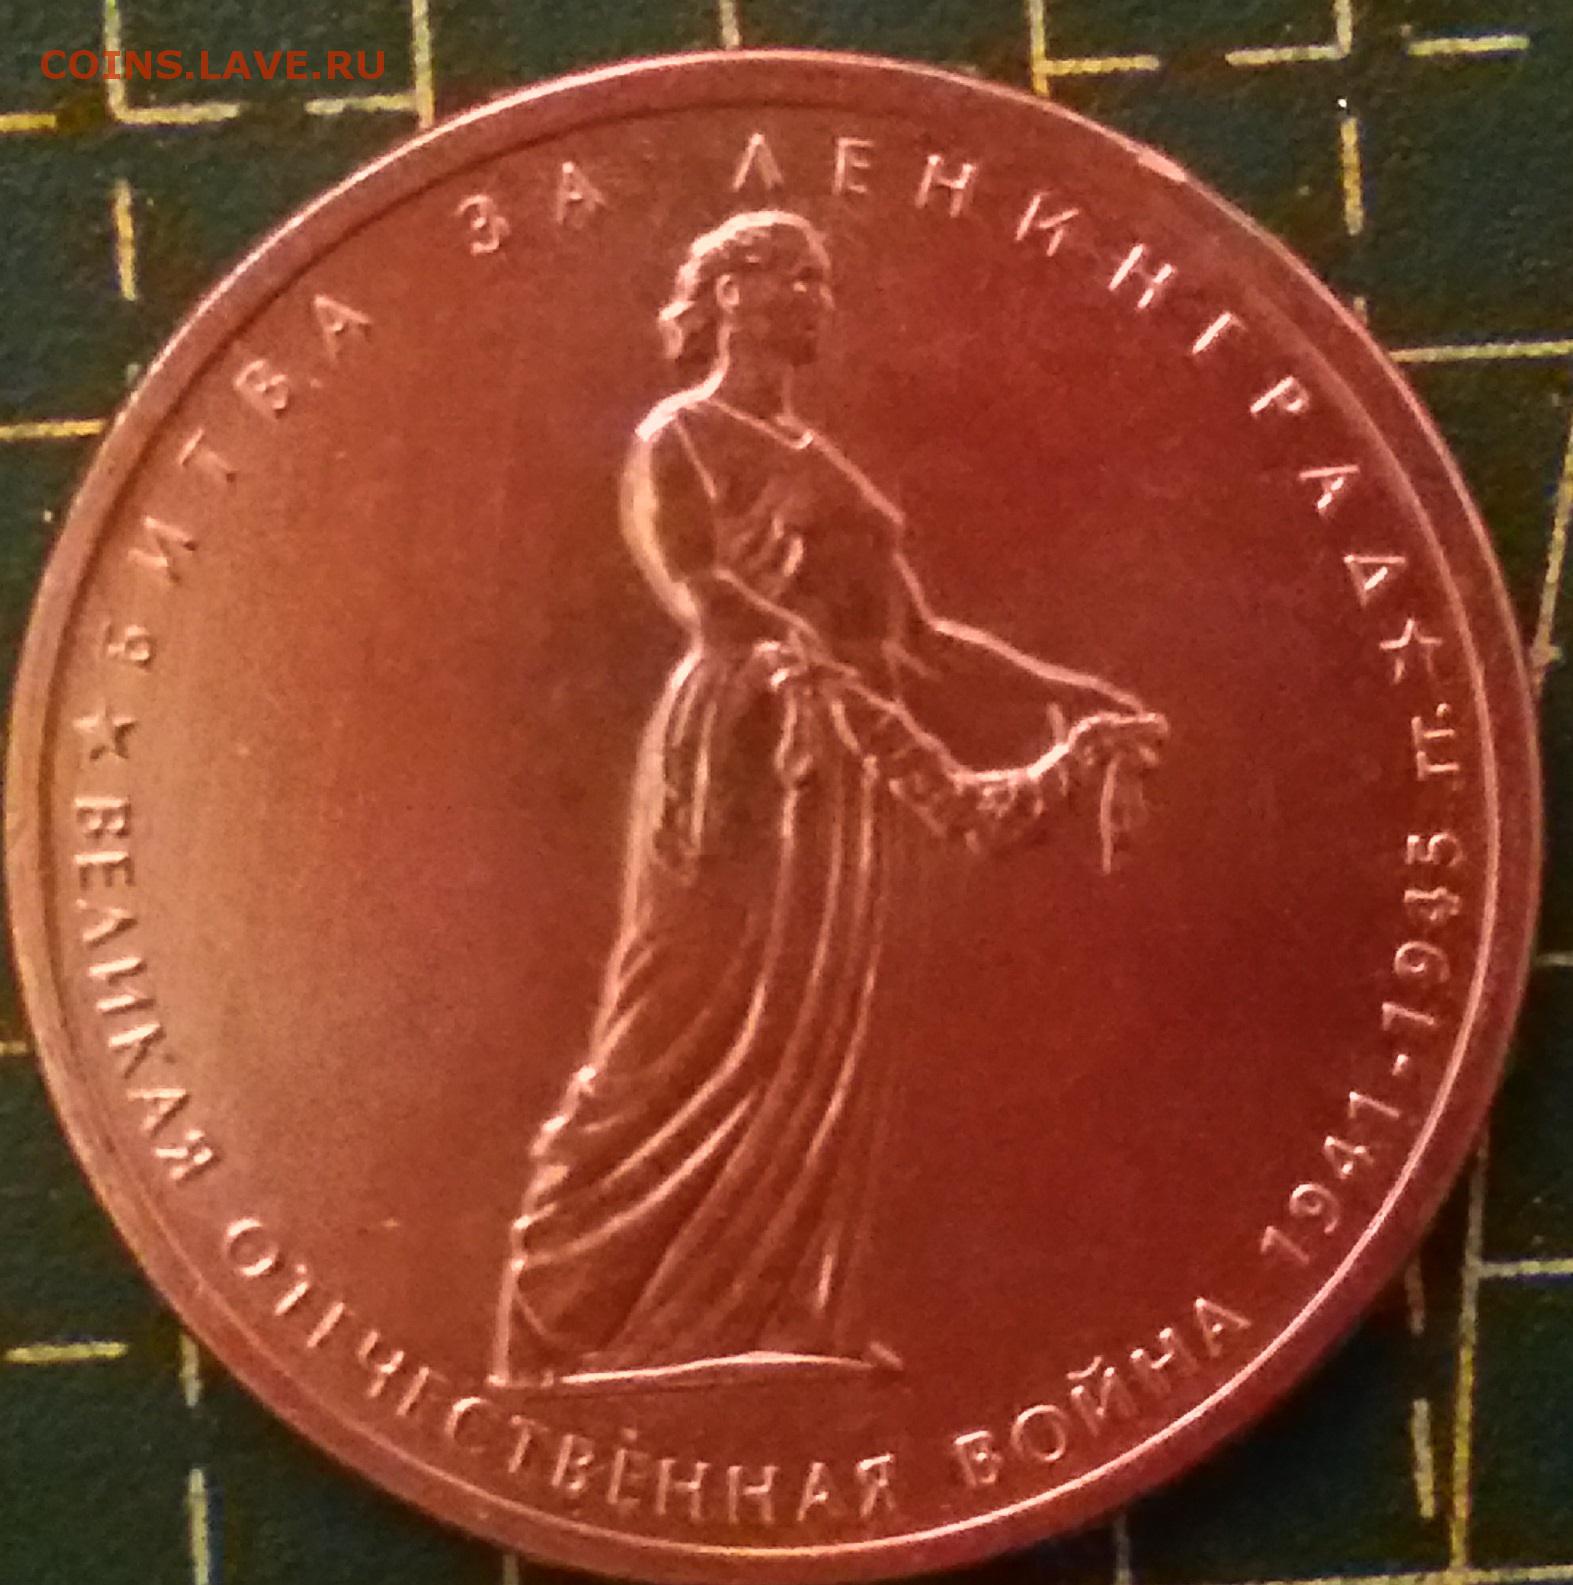 COINS.LAVE.RU
БИТВА ЗА ЛЕНИНГРАД
ВЕЛИКАЯ ОТЕЧЕСТВЕННАЯ ВОЙНА 1941-1945 гг.